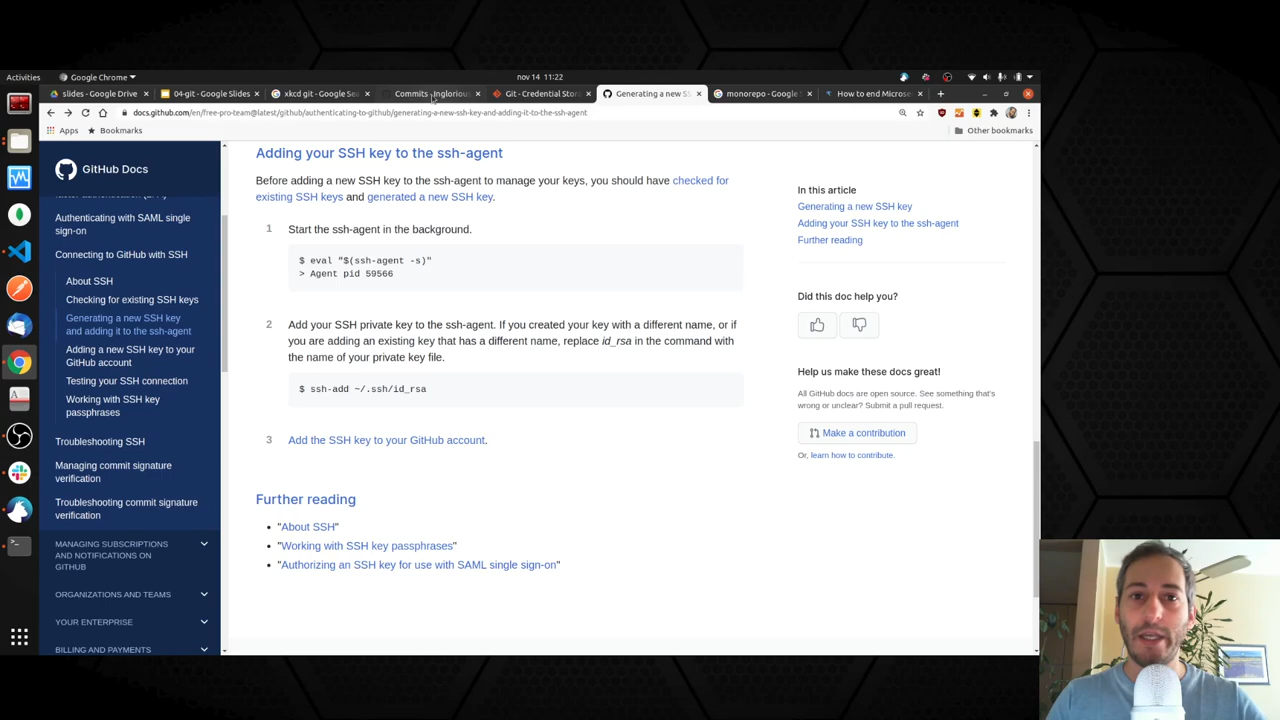 Activities
Google Chrome
nov 14 11:22
slides - Google Drive
04-git - Google Slides
xkcd git - Google Sea
Commits · Inglorious
Git - Credential Stora
Generating a new SS
monorepo - Google S
How to end Microse
docs.github.com/en/free-pro-team@latest/github/authenticating-to-github/generating-a-new-ssh-key-and-adding-it-to-the-ssh-agent
Apps
Bookmarks
Other bookmarks
GitHub Docs
Authenticating with SAML single
sign-on
Connecting to GitHub with SSH
About SSH
Checking for existing SSH keys
Generating a new SSH key
and adding it to the ssh-agent
Adding a new SSH key to your
GitHub account
Testing your SSH connection
Working with SSH key
passphrases
Troubleshooting SSH
Managing commit signature
verification
Troubleshooting commit signature
verification
MANAGING SUBSCRIPTIONS
AND NOTIFICATIONS ON
GITHUB
ORGANIZATIONS AND TEAMS
YOUR ENTERPRISE
BILLING AND PAYMENTS
Adding your SSH key to the ssh-agent
Before adding a new SSH key to the ssh-agent to manage your keys, you should have checked for
existing SSH keys and generated a new SSH key.
1 Start the ssh-agent in the background.
$ eval "$(ssh-agent -s)"
> Agent pid 59566
2 Add your SSH private key to the ssh-agent. If you created your key with a different name, or if
you are adding an existing key that has a different name, replace id_rsa in the command with
the name of your private key file.
$ ssh-add ~/.ssh/id_rsa
3 Add the SSH key to your GitHub account.
Further reading
• "About SSH"
• "Working with SSH key passphrases"
• "Authorizing an SSH key for use with SAML single sign-on"
In this article
Generating a new SSH key
Adding your SSH key to the ssh-agent
Further reading
Did this doc help you?
Help us make these docs great!
All GitHub docs are open source. See something that's
wrong or unclear? Submit a pull request.
Make a contribution
Or, learn how to contribute.